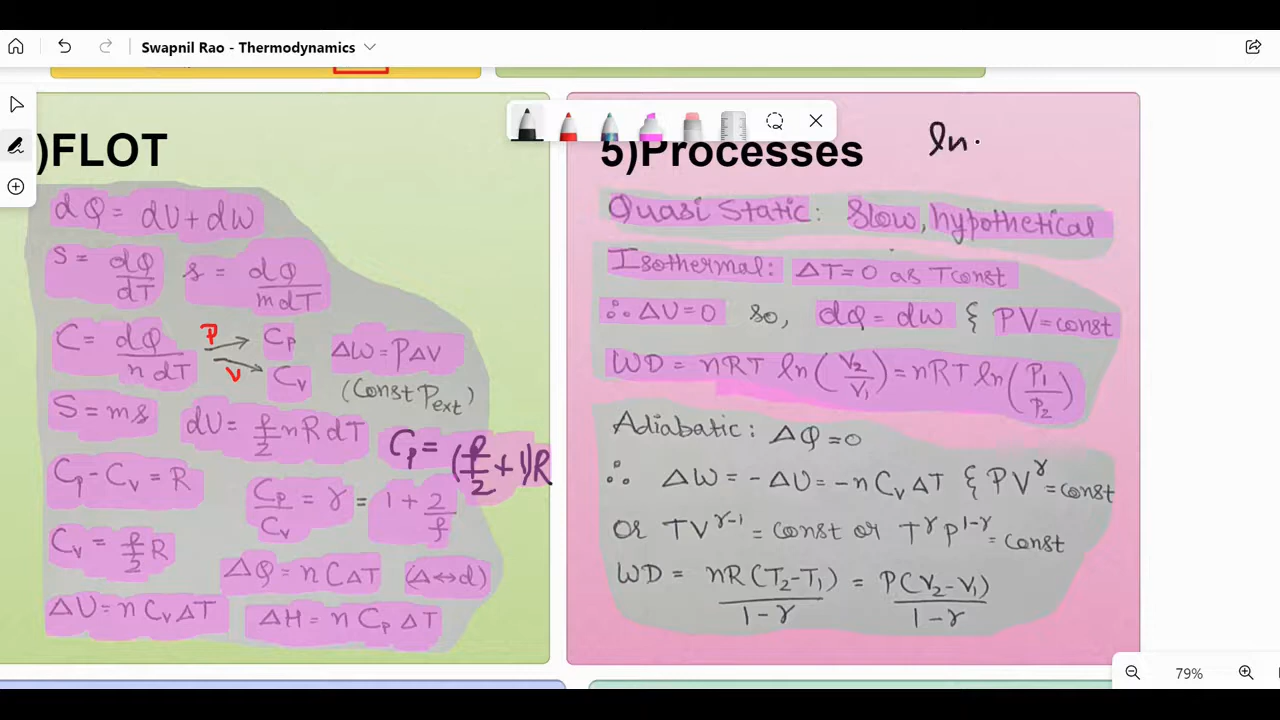 Swapnil Rao - Thermodynamics
)FLOT
dQ = dU + dW
S = dQ/dT s = dQ/mdT
C = dQ/ndT P → Cp V → Cv ΔW = PΔV
(Const Pext)
S = ms dU = f/2 nRdT
Cp = (f/2 + 1)R
Cp - Cv = R Cp/Cv = γ = 1 + 2/f
Cv = f/2 R ΔQ = nCΔT (Δ↔d)
ΔU = nCvΔT ΔH = nCpΔT
5)Processes ln
Quasi Static: Slow, hypothetical
Isothermal: ΔT=0 as Tconst
∴ ΔU=0 so, dQ = dW { PV=const
WD = nRT ln(V2/V1) = nRT ln(P1/P2)
Adiabatic: ΔQ=0
∴ ΔW = -ΔU = -nCvΔT { PV^γ = const
or TV^γ-1 = const or T^γ P^1-γ = const
WD = nR(T2-T1)/1-γ = P(V2-V1)/1-γ
79%